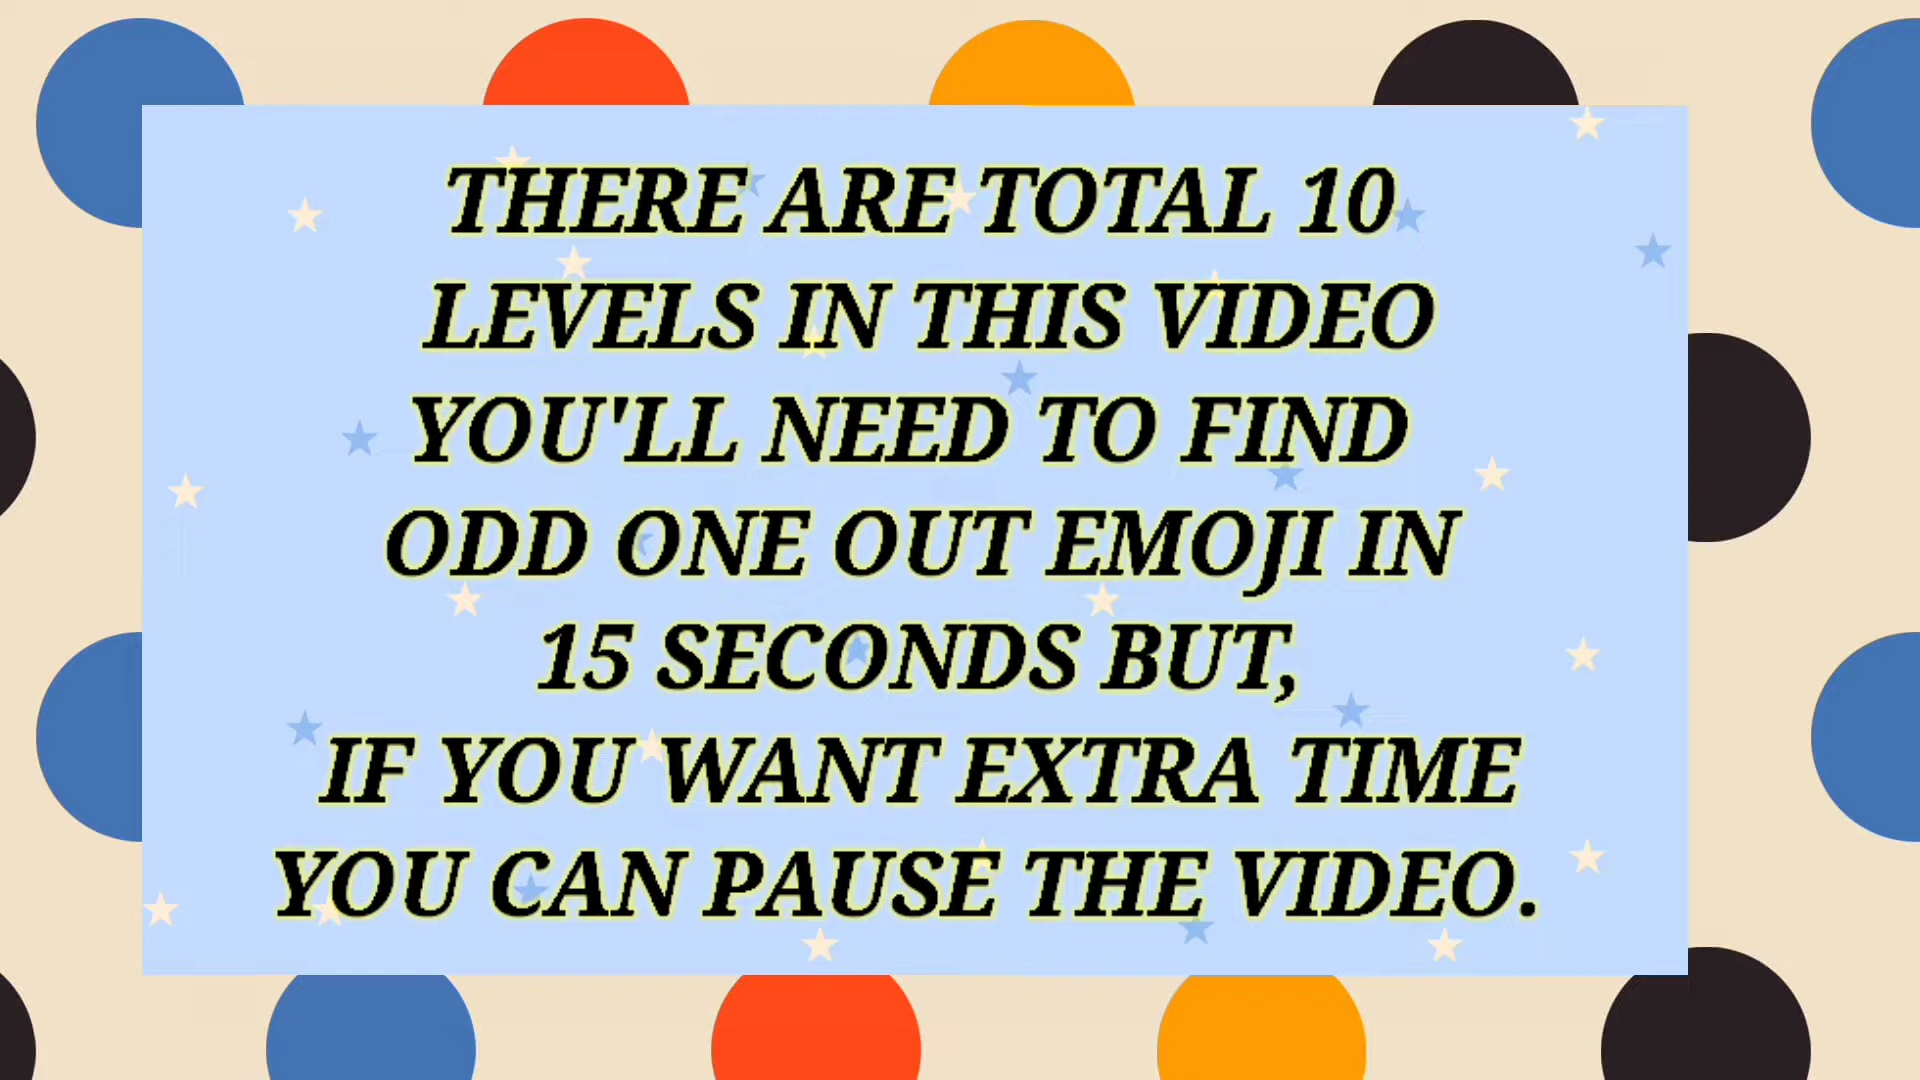 THERE ARE TOTAL 10
LEVELS IN THIS VIDEO
YOU'LL NEED TO FIND
ODD ONE OUT EMOJI IN
15 SECONDS BUT,
IF YOU WANT EXTRA TIME
YOU CAN PAUSE THE VIDEO.